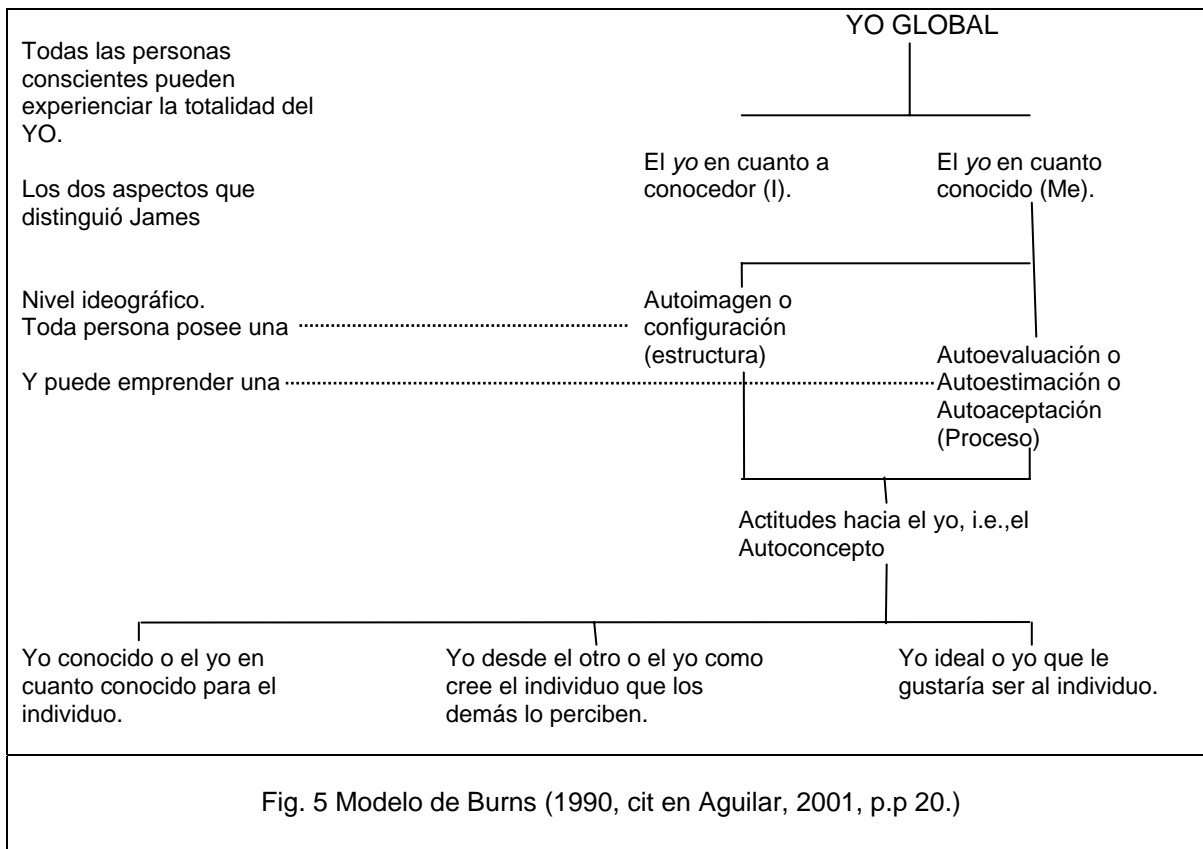 YO GLOBAL
Todas las personas
conscientes pueden
experienciar la totalidad del
YO.
Los dos aspectos que
distinguió James
El yo en cuanto a
conocedor (I).
El yo en cuanto
conocido (Me).
Nivel ideográfico.
Toda persona posee una
Autoimagen o
configuración
(estructura)
Y puede emprender una
Autoevaluación o
Autoestimación o
Autoaceptación
(Proceso)
Actitudes hacia el yo, i.e.,el
Autoconcepto
Yo conocido o el yo en
cuanto conocido para el
individuo.
Yo desde el otro o el yo como
cree el individuo que los
demás lo perciben.
Yo ideal o yo que le
gustaría ser al individuo.
Fig. 5 Modelo de Burns (1990, cit en Aguilar, 2001, p.p 20.)